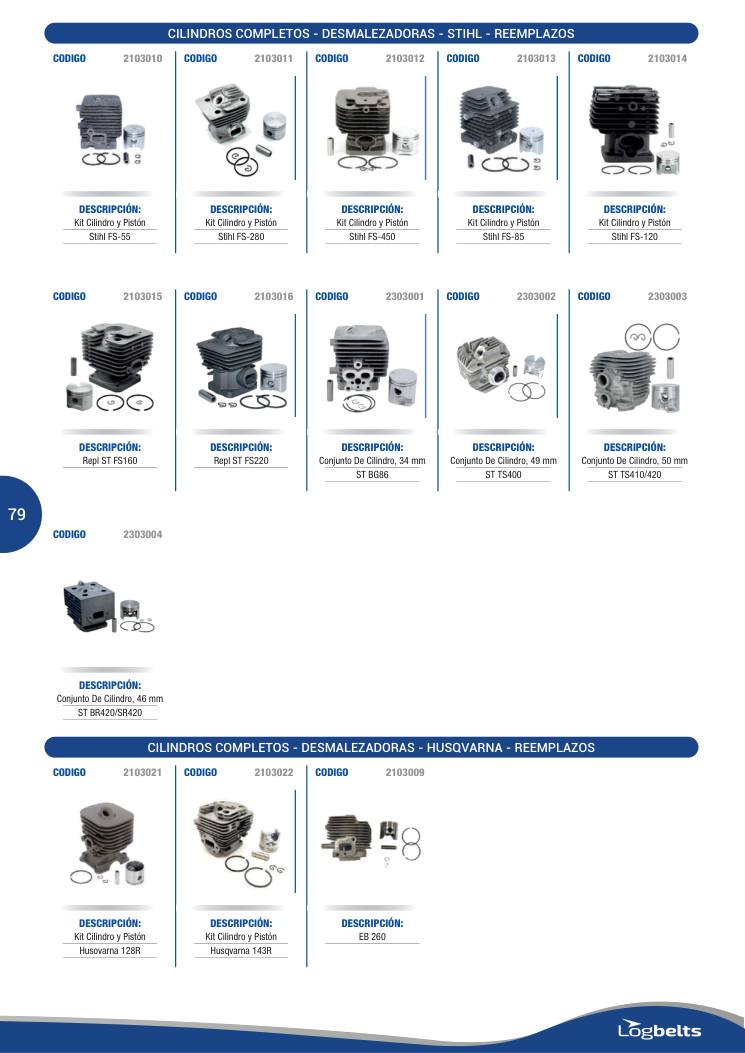 CILINDROS COMPLETOS - DESMALEZADORAS - STIHL - REEMPLAZOS
CODIGO 2103010
DESCRIPCIÓN:
Kit Cilindro y Pistón
Stihl FS-55
CODIGO 2103011
DESCRIPCIÓN:
Kit Cilindro y Pistón
Stihl FS-280
CODIGO 2103012
DESCRIPCIÓN:
Kit Cilindro y Pistón
Stihl FS-450
CODIGO 2103013
DESCRIPCIÓN:
Kit Cilindro y Pistón
Stihl FS-85
CODIGO 2103014
DESCRIPCIÓN:
Kit Cilindro y Pistón
Stihl FS-120
CODIGO 2103015
DESCRIPCIÓN:
Repl ST FS160
CODIGO 2103016
DESCRIPCIÓN:
Repl ST FS220
CODIGO 2303001
DESCRIPCIÓN:
Conjunto De Cilindro, 34 mm
ST BG86
CODIGO 2303002
DESCRIPCIÓN:
Conjunto De Cilindro, 49 mm
ST TS400
CODIGO 2303003
DESCRIPCIÓN:
Conjunto De Cilindro, 50 mm
ST TS410/420
79
CODIGO 2303004
DESCRIPCIÓN:
Conjunto De Cilindro, 46 mm
ST BR420/SR420
CILINDROS COMPLETOS - DESMALEZADORAS - HUSQVARNA - REEMPLAZOS
CODIGO 2103021
DESCRIPCIÓN:
Kit Cilindro y Pistón
Husovarna 128R
CODIGO 2103022
DESCRIPCIÓN:
Kit Cilindro y Pistón
Husqvarna 143R
CODIGO 2103009
DESCRIPCIÓN:
EB 260
Logbelts